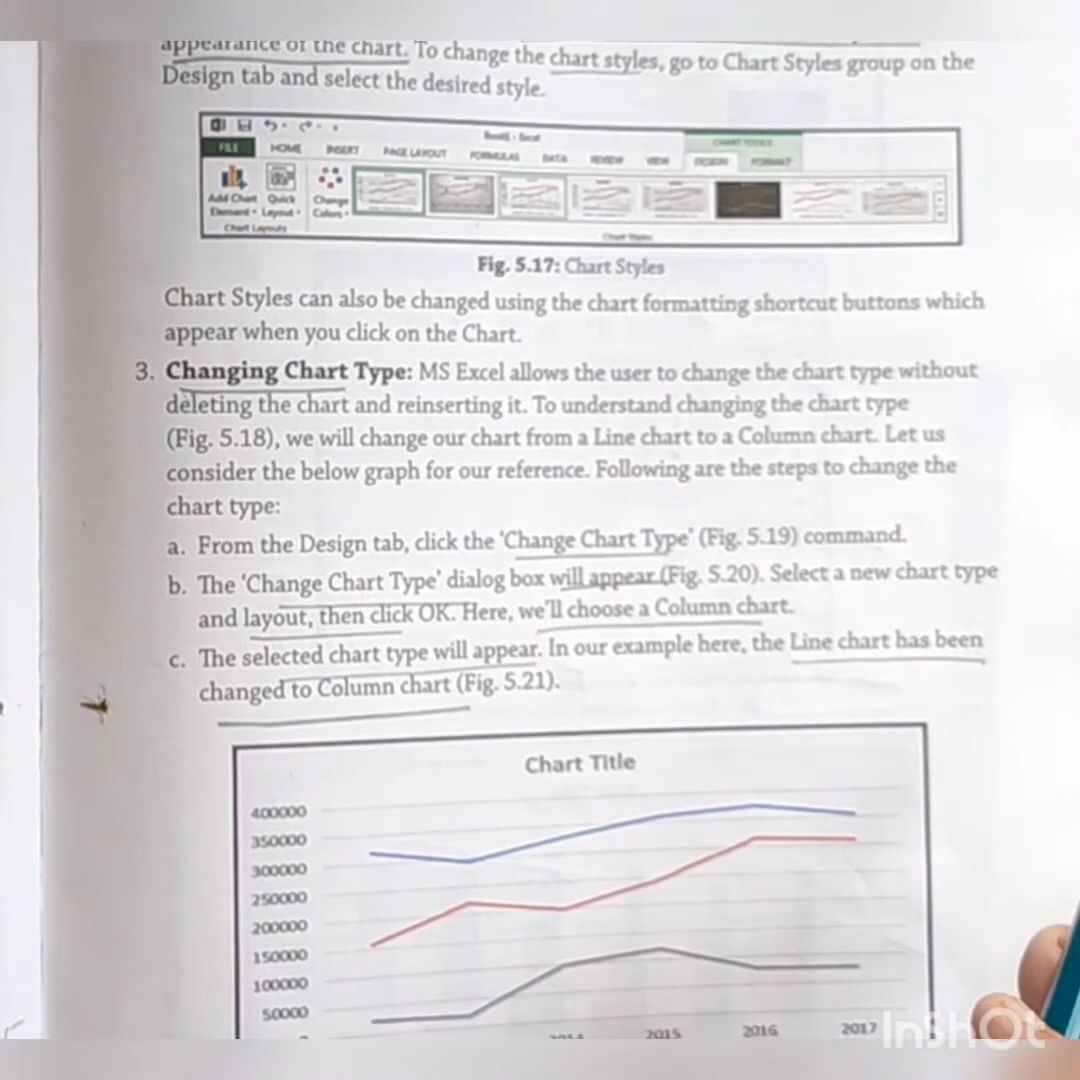 appearance of the chart. To change the chart styles, go to Chart Styles group on the
Design tab and select the desired style.
Book1 - Excel
CHART TOOLS
FILE HOME INSERT PAGE LAYOUT FORMULAS DATA REVIEW VIEW DESIGN FORMAT
Add Chart Quick Change
Element Layout Colors
Chart Layouts
Chart Styles
Fig. 5.17: Chart Styles
Chart Styles can also be changed using the chart formatting shortcut buttons which
appear when you click on the Chart.
3. Changing Chart Type: MS Excel allows the user to change the chart type without
deleting the chart and reinserting it. To understand changing the chart type
(Fig. 5.18), we will change our chart from a Line chart to a Column chart. Let us
consider the below graph for our reference. Following are the steps to change the
chart type:
a. From the Design tab, click the 'Change Chart Type' (Fig. 5.19) command.
b. The 'Change Chart Type' dialog box will appear (Fig. 5.20). Select a new chart type
and layout, then click OK. Here, we'll choose a Column chart.
c. The selected chart type will appear. In our example here, the Line chart has been
changed to Column chart (Fig. 5.21).
Chart Title
400000
350000
300000
250000
200000
150000
100000
50000
2014 2015 2016 2017
InShOt